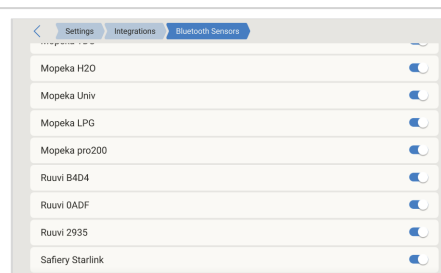 Settings Integrations Bluetooth Sensors
Mopeka H2O
Mopeka Univ
Mopeka LPG
Mopeka pro200
Ruuvi B4D4
Ruuvi 0ADF
Ruuvi 2935
Safiery Starlink